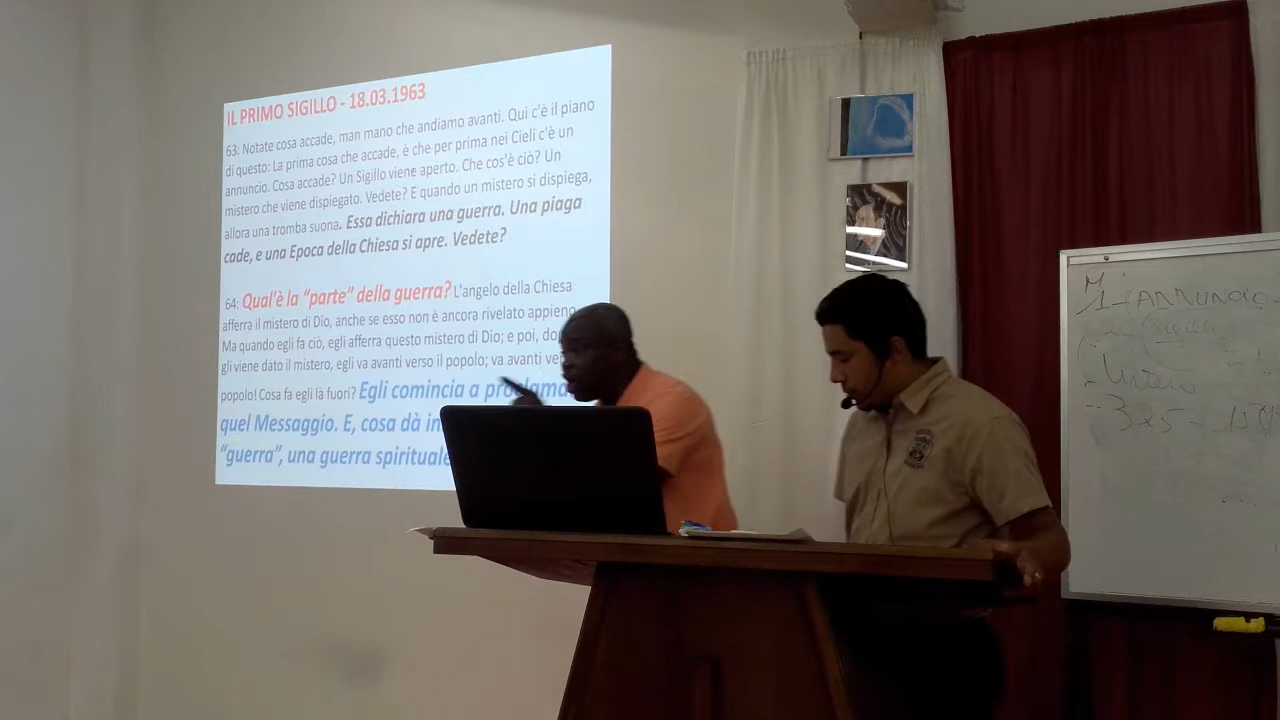 IL PRIMO SIGILLO - 18.03.1963
63: Notate cosa accade, man mano che andiamo avanti. Qui c'è il piano
di questo: La prima cosa che accade, è che per prima nei Cieli c'è un
annuncio. Cosa accade? Un Sigillo viene aperto. Che cos'è ciò? Un
mistero che viene dispiegato. Vedete? E quando un mistero si dispiega,
allora una tromba suona. Essa dichiara una guerra. Una piaga
cade, e una Epoca della Chiesa si apre. Vedete?
64: Qual'è la “parte” della guerra? L'angelo della Chiesa
afferra il mistero di Dio, anche se esso non è ancora rivelato appieno.
Ma quando egli fa ciò, egli afferra questo mistero di Dio; e poi,
gli viene dato il mistero, egli va avanti verso il popolo; va avanti
popolo! Cosa fa egli là fuori? Egli comincia a
quel Messaggio. E, cosa dà
“guerra”, una guerra spirituale
1- ANNUNCIO
3x5